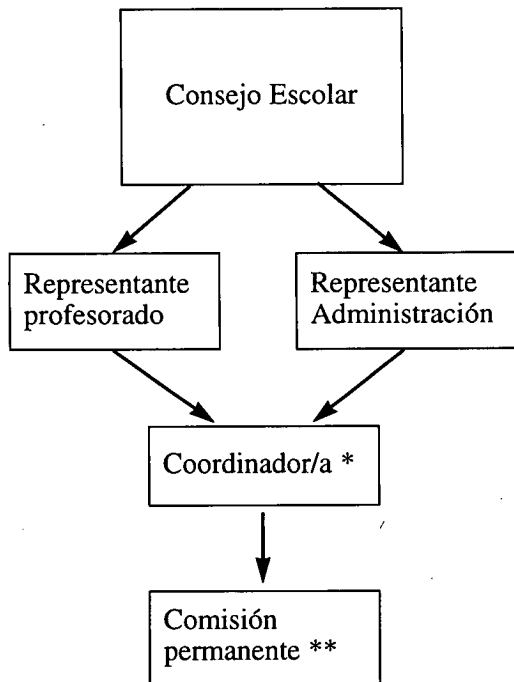 Consejo Escolar
Representante
profesorado
Representante
Administración
Coordinador/a *
Comisión
permanente **